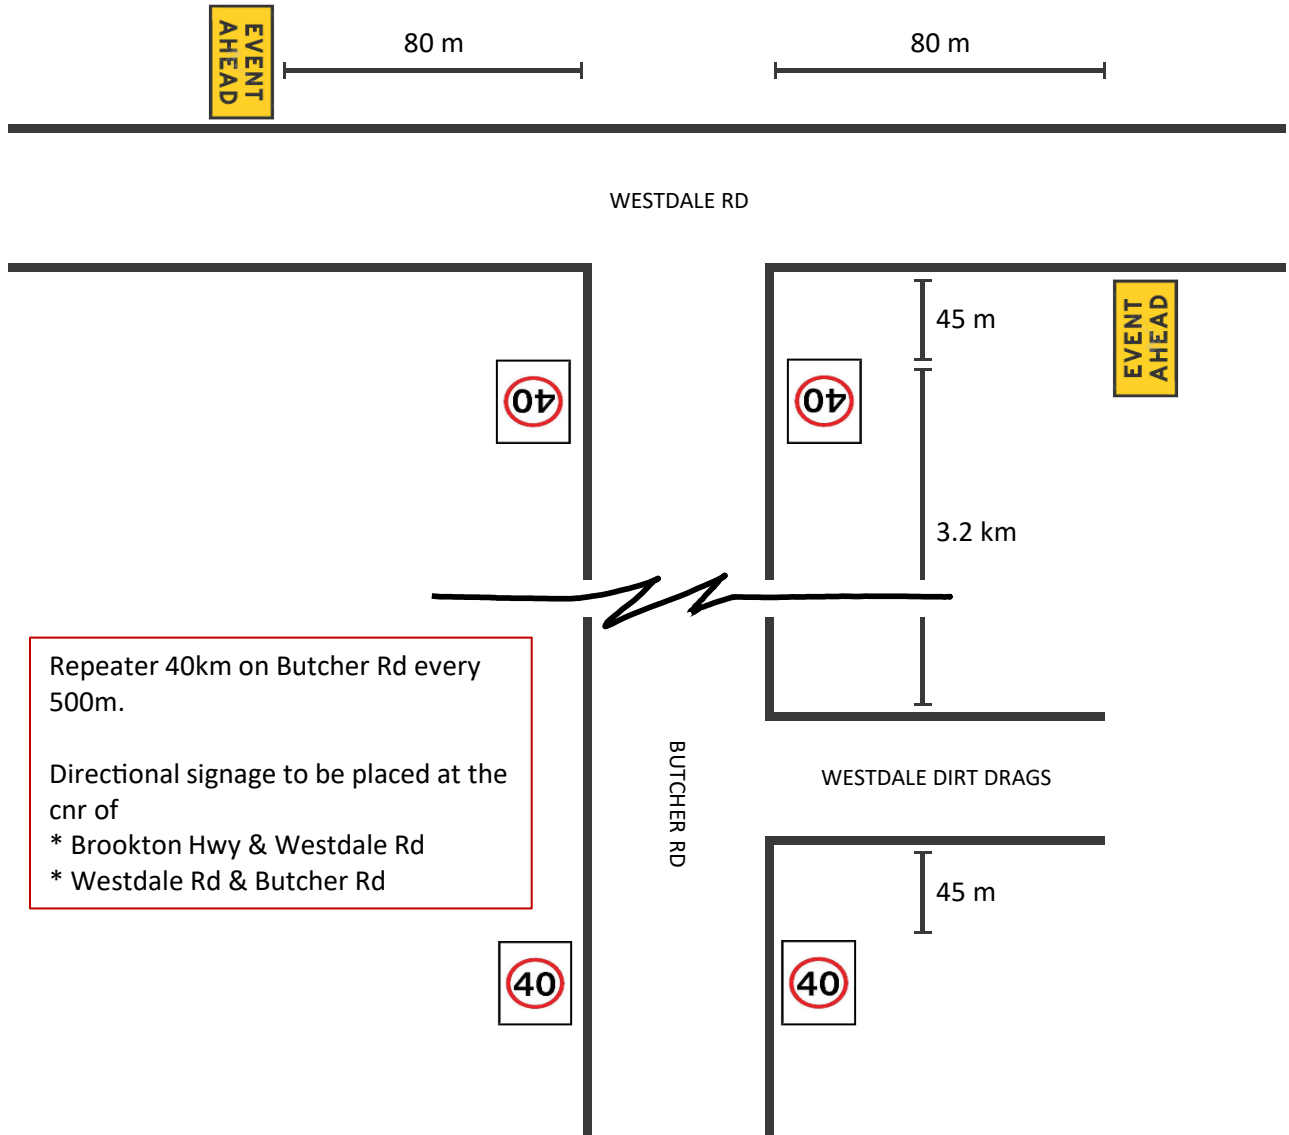 EVENT
AHEAD
80 m
80 m
WESTDALE RD
45 m
EVENT
AHEAD
40
40
3.2 km
Repeater 40km on Butcher Rd every
500m.
Directional signage to be placed at the
cnr of
* Brookton Hwy & Westdale Rd
* Westdale Rd & Butcher Rd
BUTCHER RD
WESTDALE DIRT DRAGS
45 m
40
40